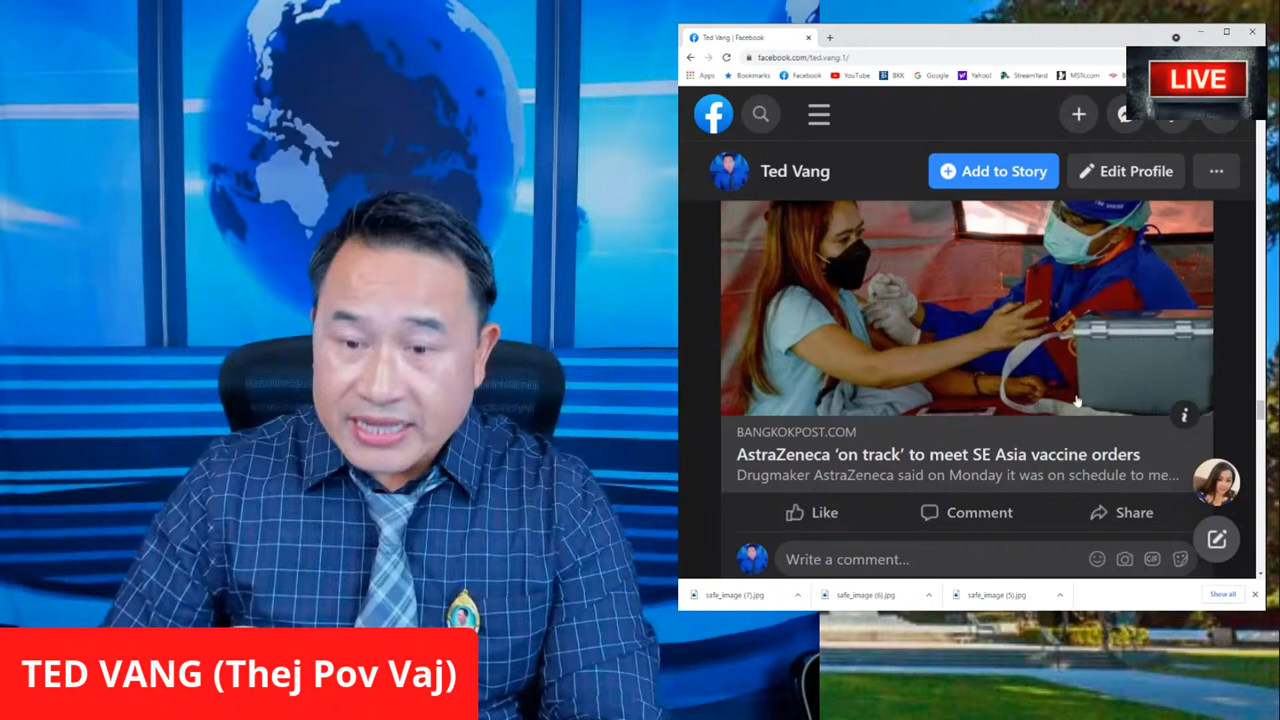 Ted Vang | Facebook
facebook.com/ted.vang.1/
Apps Bookmarks Facebook YouTube BKK Google Yahoo! StreamYard MSN.com
LIVE
Ted Vang
Add to Story
Edit Profile
BANGKOKPOST.COM
AstraZeneca ‘on track’ to meet SE Asia vaccine orders
Drugmaker AstraZeneca said on Monday it was on schedule to me...
Like Comment Share
Write a comment...
GIF
safe_image (7).jpg safe_image (6).jpg safe_image (5).jpg Show all
TED VANG (Thej Pov Vaj)